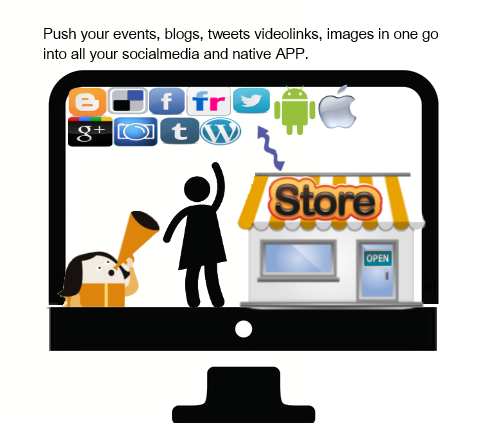 Push your events, blogs, tweets videolinks, images in one go
into all your socialmedia and native APP.
f
fr
g+
t
W
Store
OPEN